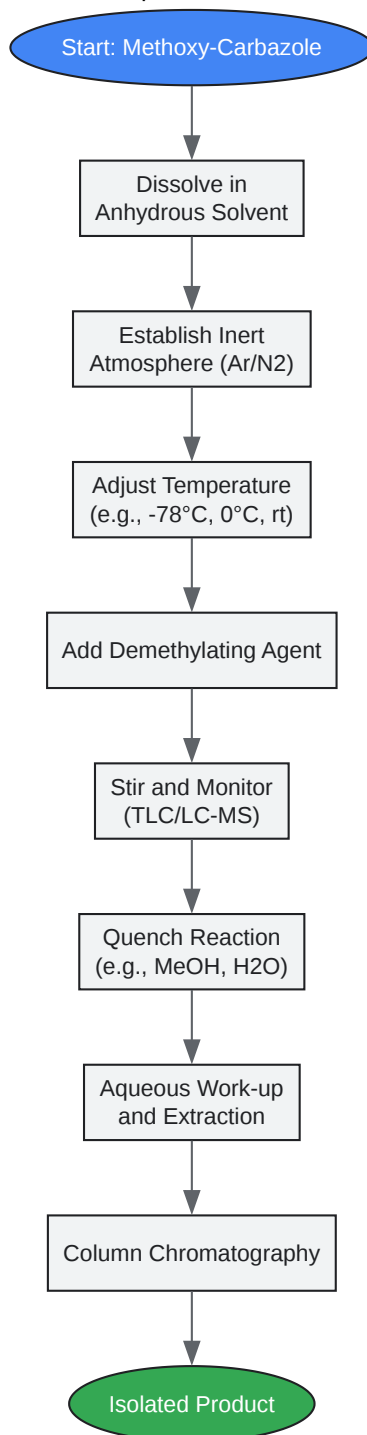 Start: Methoxy-Carbazole
Dissolve in
Anhydrous Solvent
Establish Inert
Atmosphere (Ar/N2)
Adjust Temperature
(e.g., -78°C, 0°C, rt)
Add Demethylating Agent
Stir and Monitor
(TLC/LC-MS)
Quench Reaction
(e.g., MeOH, H2O)
Aqueous Work-up
and Extraction
Column Chromatography
Isolated Product